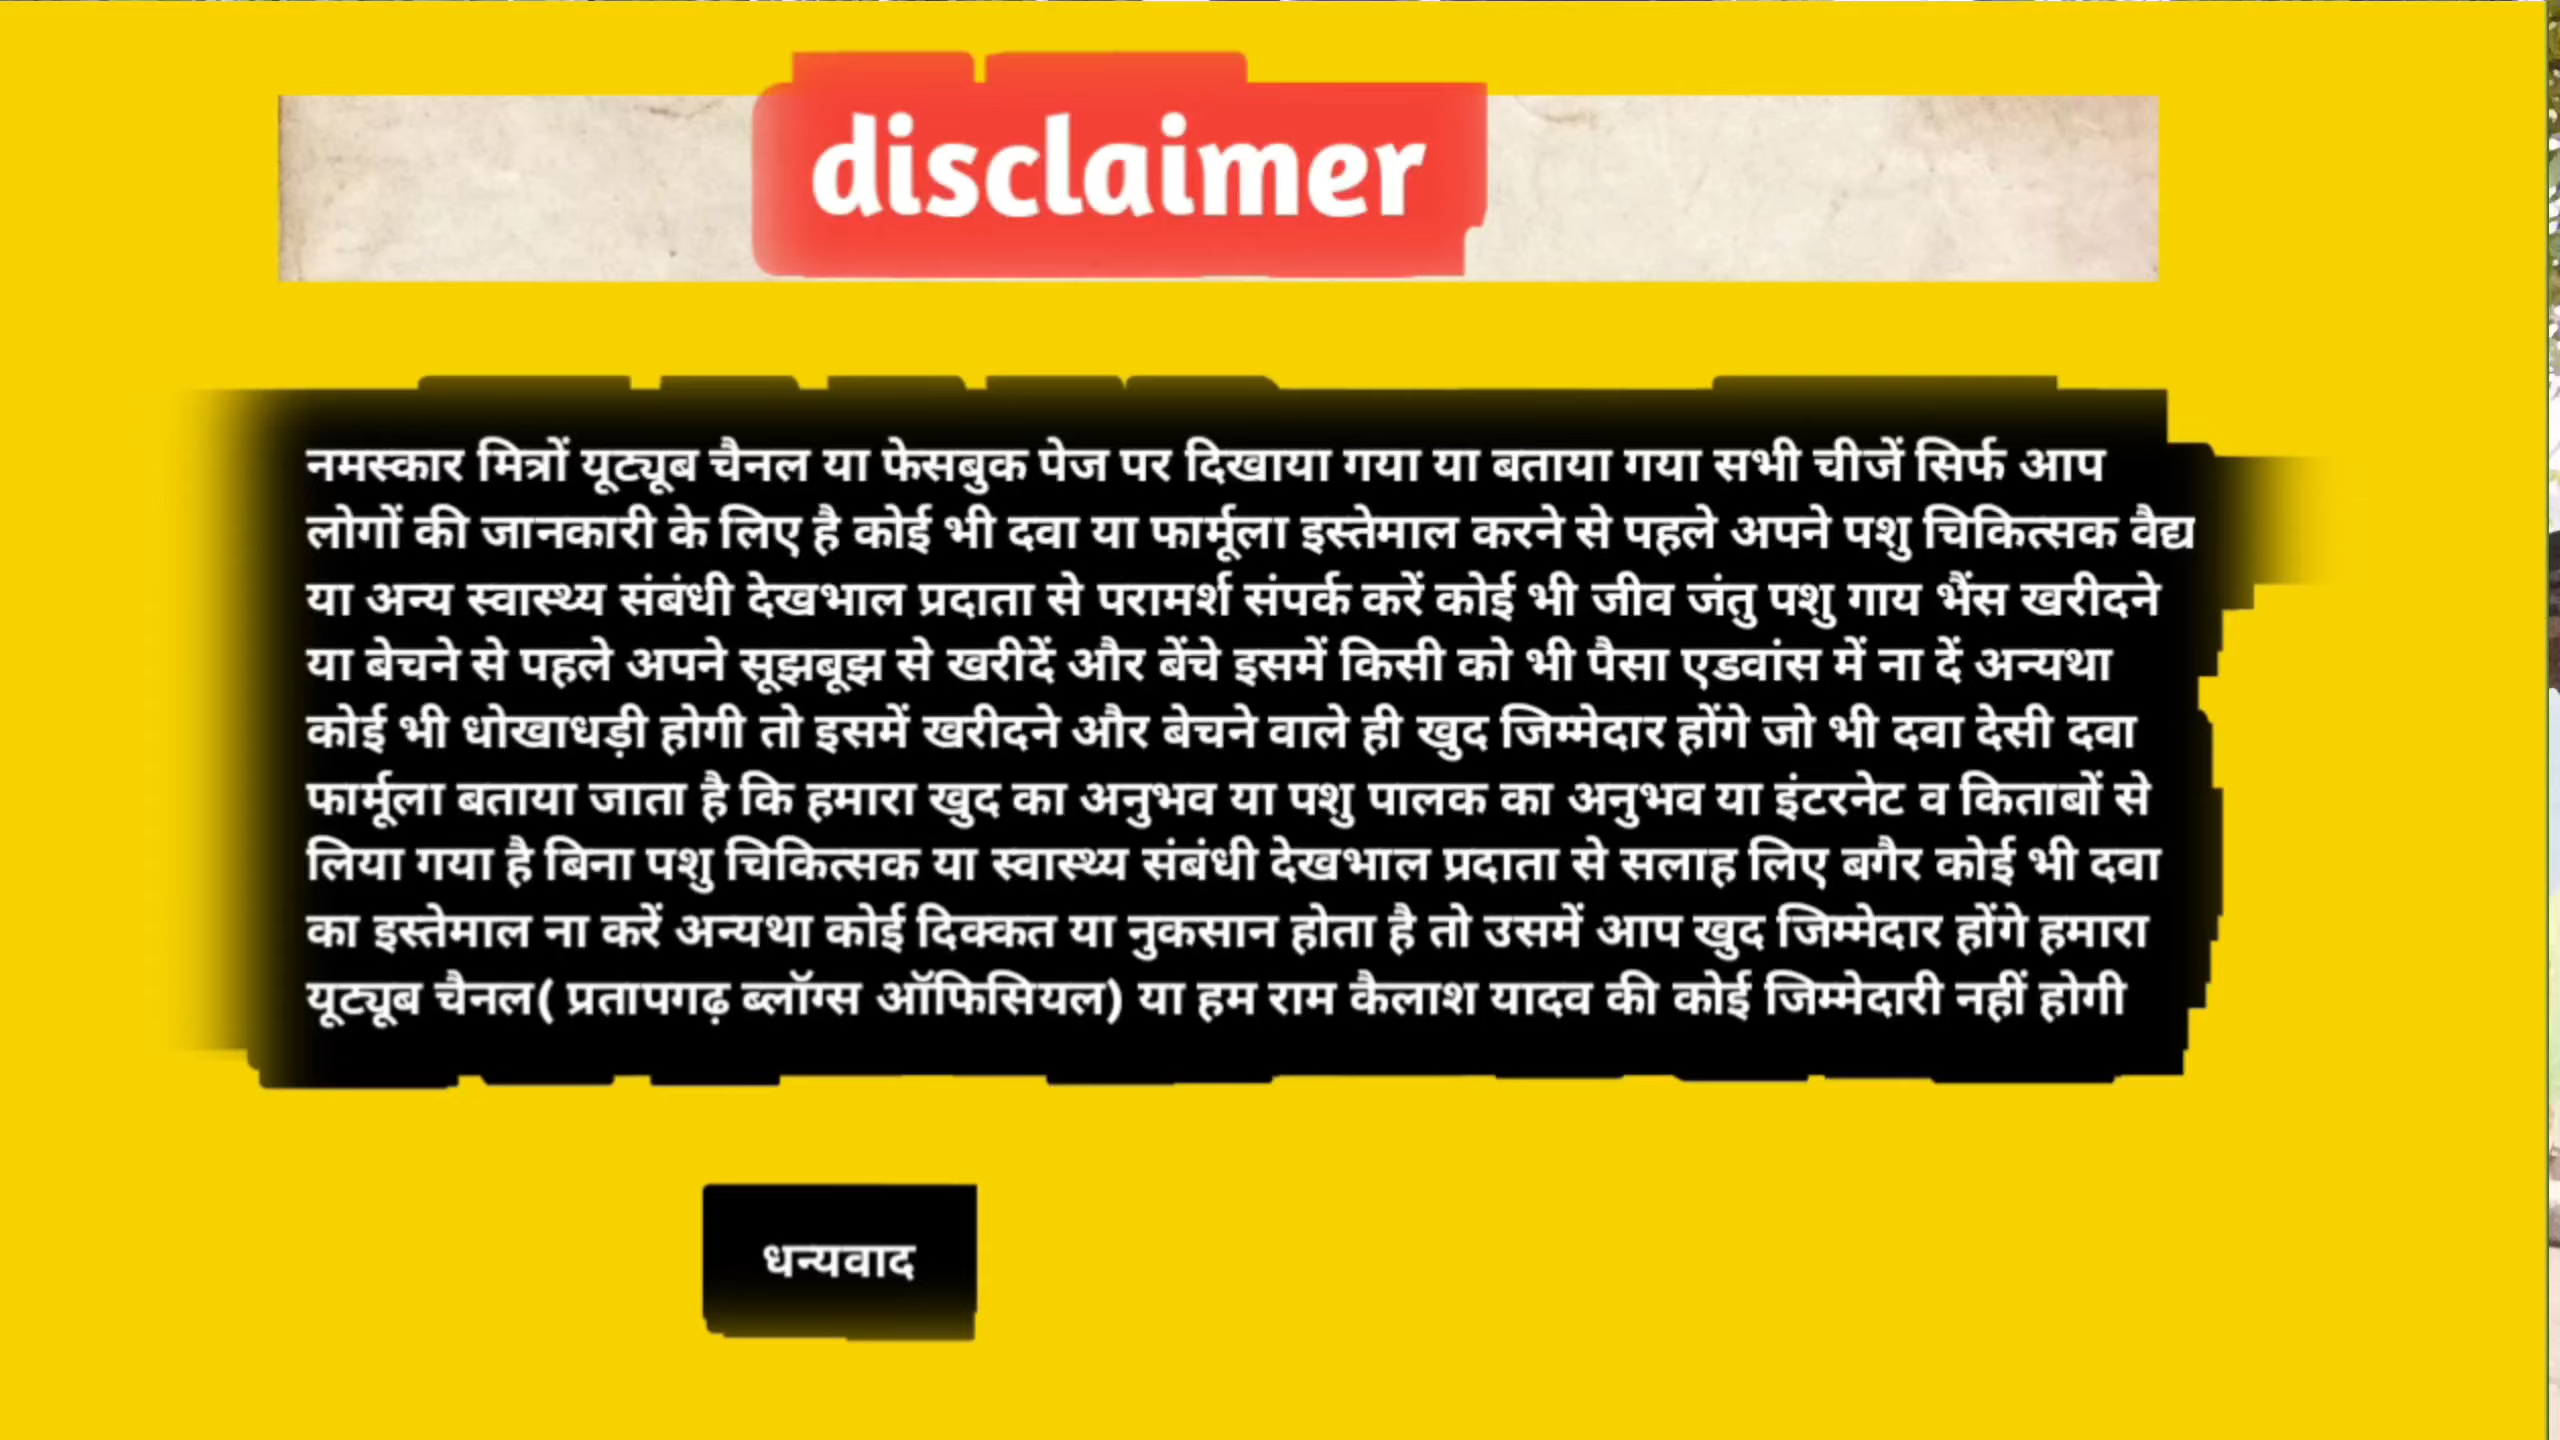 disclaimer
नमस्कार मित्रों यूट्यूब चैनल या फेसबुक पेज पर दिखाया गया या बताया गया सभी चीजें सिर्फ आप
लोगों की जानकारी के लिए है कोई भी दवा या फार्मूला इस्तेमाल करने से पहले अपने पशु चिकित्सक वैद्य
या अन्य स्वास्थ्य संबंधी देखभाल प्रदाता से परामर्श संपर्क करें कोई भी जीव जंतु पशु गाय भैंस खरीदने
या बेचने से पहले अपने सूझबूझ से खरीदें और बेंचे इसमें किसी को भी पैसा एडवांस में ना दें अन्यथा
कोई भी धोखाधड़ी होगी तो इसमें खरीदने और बेचने वाले ही खुद जिम्मेदार होंगे जो भी दवा देसी दवा
फार्मूला बताया जाता है कि हमारा खुद का अनुभव या पशु पालक का अनुभव या इंटरनेट व किताबों से
लिया गया है बिना पशु चिकित्सक या स्वास्थ्य संबंधी देखभाल प्रदाता से सलाह लिए बगैर कोई भी दवा
का इस्तेमाल ना करें अन्यथा कोई दिक्कत या नुकसान होता है तो उसमें आप खुद जिम्मेदार होंगे हमारा
यूट्यूब चैनल( प्रतापगढ़ ब्लॉग्स ऑफिसियल) या हम राम कैलाश यादव की कोई जिम्मेदारी नहीं होगी
धन्यवाद